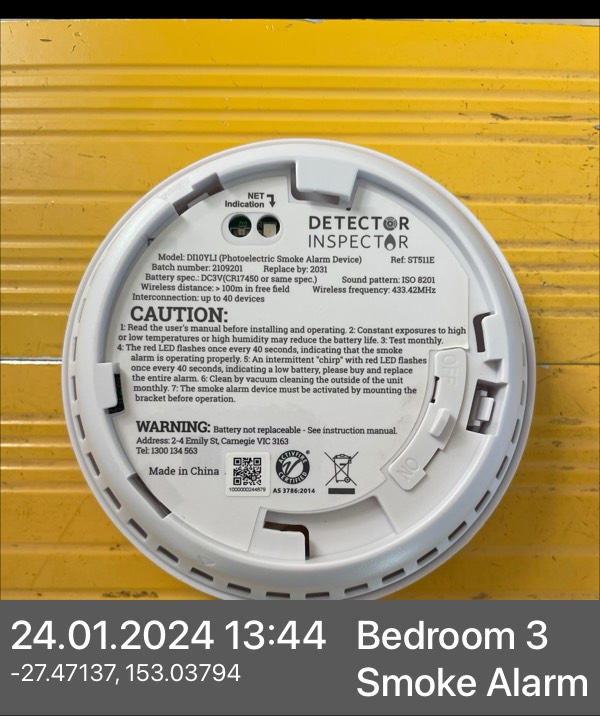 NET
Indication
DETECTOR
INSPECTOR
Model: DI10YLI (Photoelectric Smoke Alarm Device) Ref: ST511E
Batch number: 2109201 Replace by: 2031
Battery spec.: DC3V(CR17450 or same spec.) Sound pattern: ISO 8201
Wireless distance: > 100m in free field Wireless frequency: 433.42MHz
Interconnection: up to 40 devices
CAUTION:
1: Read the user's manual before installing and operating. 2: Constant exposures to high
or low temperatures or high humidity may reduce the battery life. 3: Test monthly.
4: The red LED flashes once every 40 seconds, indicating that the smoke
alarm is operating properly. 5: An intermittent "chirp" with red LED flashes
once every 40 seconds, indicating a low battery, please buy and replace
the entire alarm. 6: Clean by vacuum cleaning the outside of the unit
monthly. 7: The smoke alarm device must be activated by mounting the
bracket before operation.
OFF
ON
WARNING: Battery not replaceable - See instruction manual.
Address: 2-4 Emily St, Carnegie VIC 3163
Tel: 1300 134 563
Made in China
1000000244879
ACTIVFIRE
CERTIFIED
AS 3786:2014
24.01.2024 13:44
-27.47137, 153.03794
Bedroom 3
Smoke Alarm